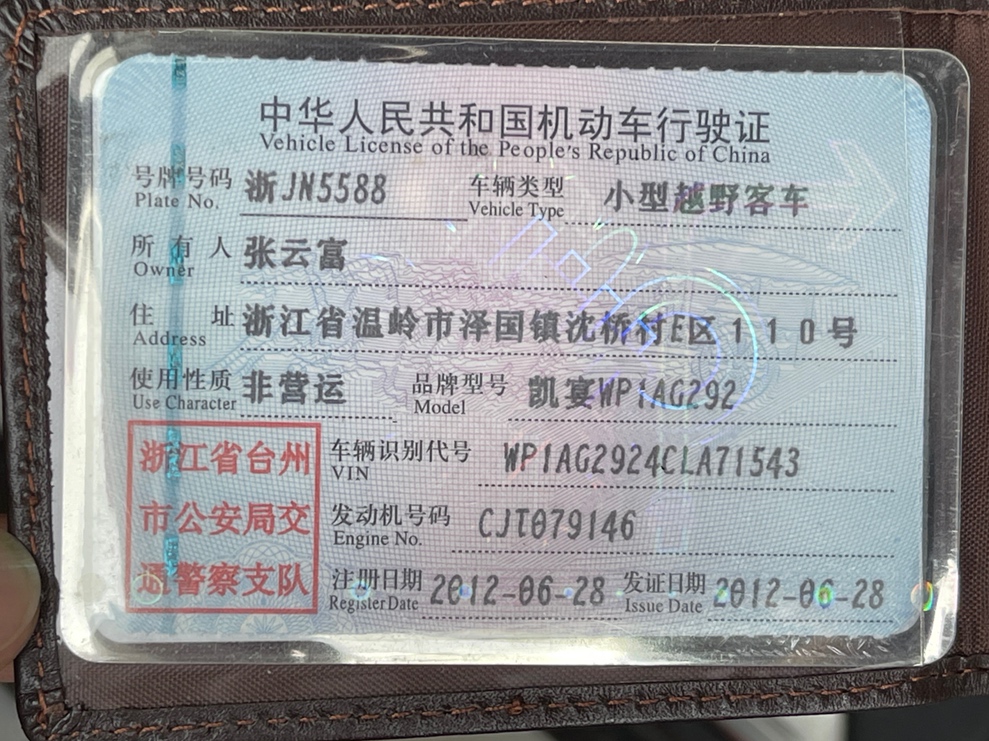 中华人民共和国机动车行驶证
Vehicle License of the People's Republic of China
号牌号码 浙JN5588 车辆类型 小型越野客车
Plate No. Vehicle Type
所有人 张云富
Owner
住址 浙江省温岭市泽国镇沈桥村E区110号
Address
使用性质 非营运 品牌型号 凯宴WP1AG292
Use Character Model
浙江省台州
市公安局交
通警察支队
车辆识别代号 WP1AG2924CLA71543
VIN
发动机号码 CJT079146
Engine No.
注册日期 2012-06-28 发证日期 2012-06-28
Register Date Issue Date